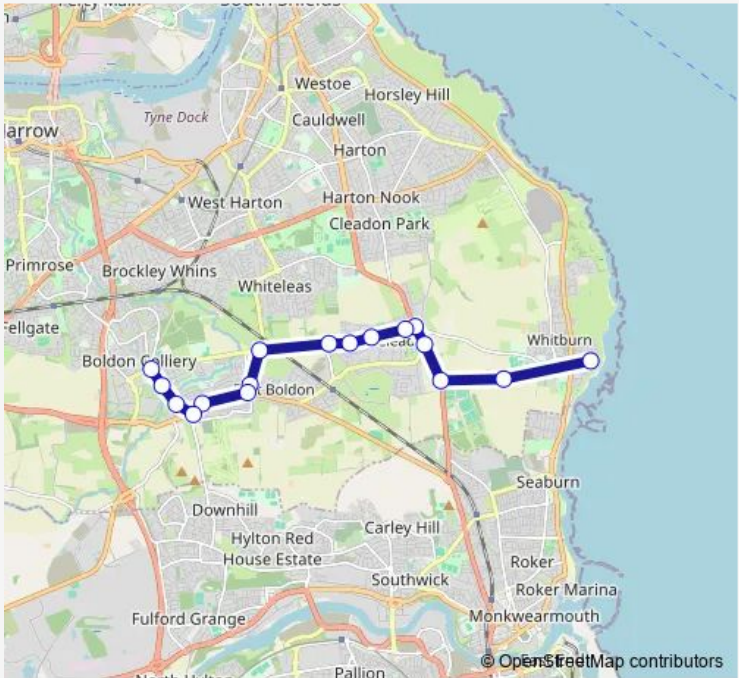 South Shields
Westoe
Horsley Hill
Tyne Dock
Cauldwell
Harton
West Harton
Harton Nook
Cleadon Park
Primrose
Brockley Whins
Whiteleas
Fellgate
Whitburn
Boldon Colliery
Boldon
Seaburn
Downhill
Carley Hill
Hylton Red
House Estate
Southwick
Roker
Roker Marina
Fulford Grange
Monkwearmouth
Pallion
© OpenStreetMap contributors